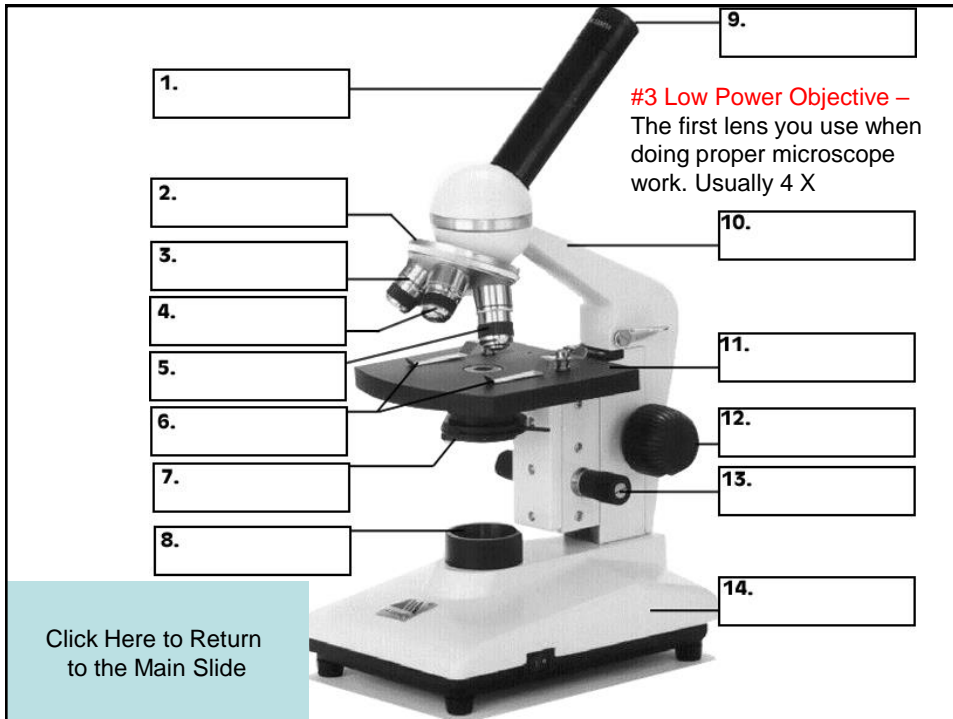 9.
1.
#3 Low Power Objective –
The first lens you use when
doing proper microscope
work. Usually 4 X
2.
10.
3.
4.
5.
11.
6.
12.
7.
13.
8.
14.
Click Here to Return
to the Main Slide